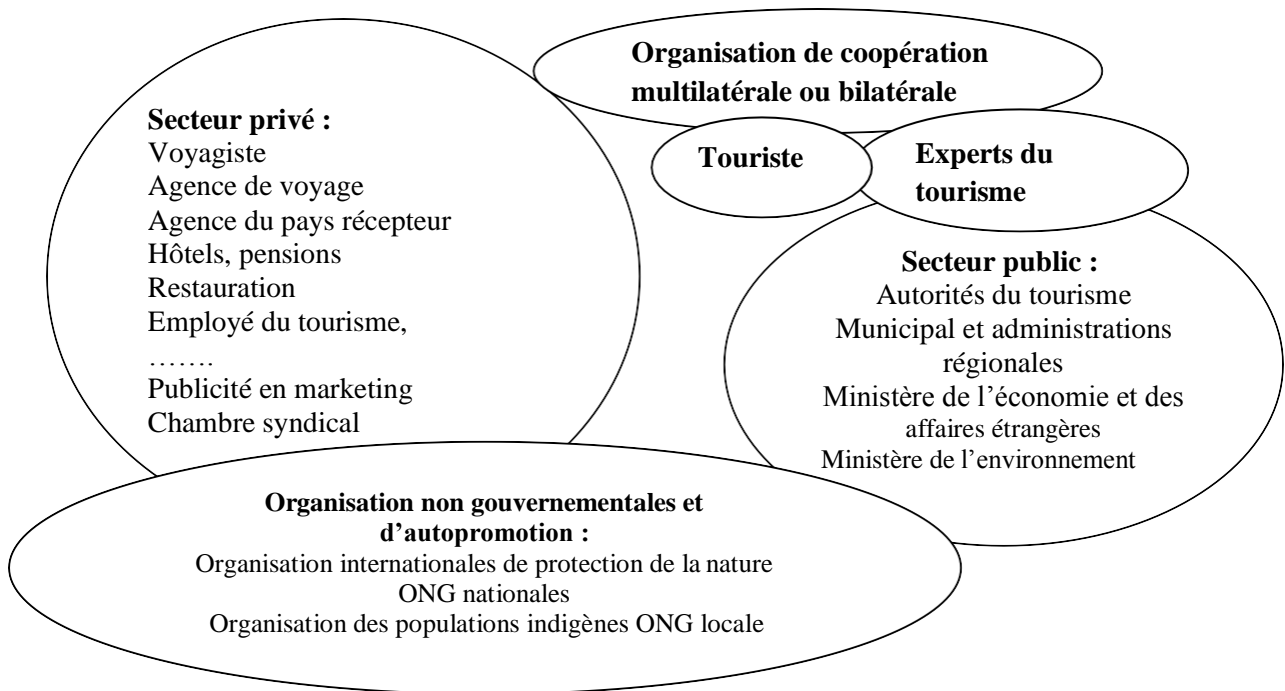 Organisation de coopération
multilatérale ou bilatérale
Secteur privé :
Voyagiste
Agence de voyage
Agence du pays récepteur
Hôtels, pensions
Restauration
Employé du tourisme,
…….
Publicité en marketing
Chambre syndical
Touriste
Experts du
tourisme
Secteur public :
Autorités du tourisme
Municipal et administrations
régionales
Ministère de l’économie et des
affaires étrangères
Ministère de l’environnement
Organisation non gouvernementales et
d’autopromotion :
Organisation internationales de protection de la nature
ONG nationales
Organisation des populations indigènes ONG locale